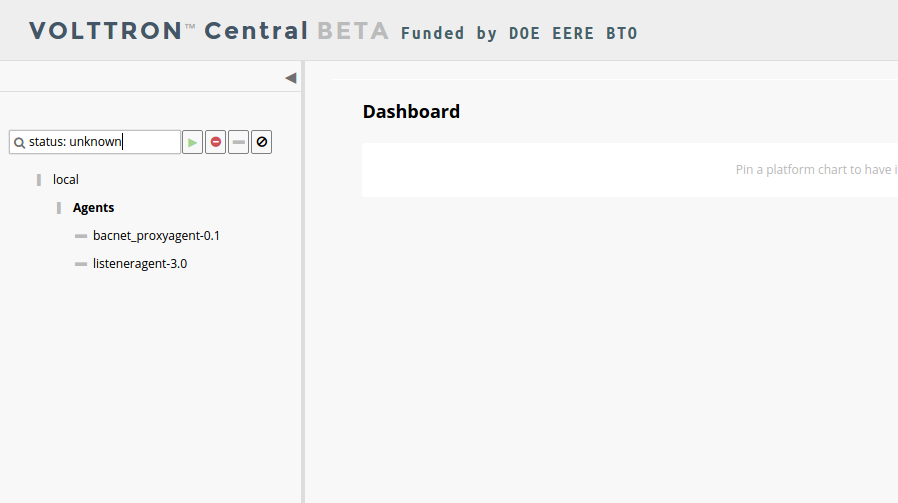 VOLTTRON™ Central BETA Funded by DOE EERE BTO
status: unknown
local
Agents
bacnet_proxyagent-0.1
listeneragent-3.0
Dashboard
Pin a platform chart to have i